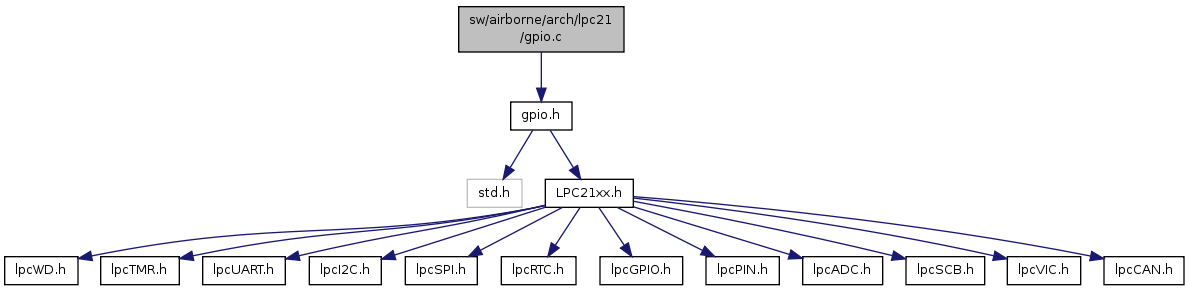 sw/airborne/arch/lpc21
/gpio.c
gpio.h
std.h
LPC21xx.h
lpcWD.h
lpcTMR.h
lpcUART.h
lpcI2C.h
lpcSPI.h
lpcRTC.h
lpcGPIO.h
lpcPIN.h
lpcADC.h
lpcSCB.h
lpcVIC.h
lpcCAN.h